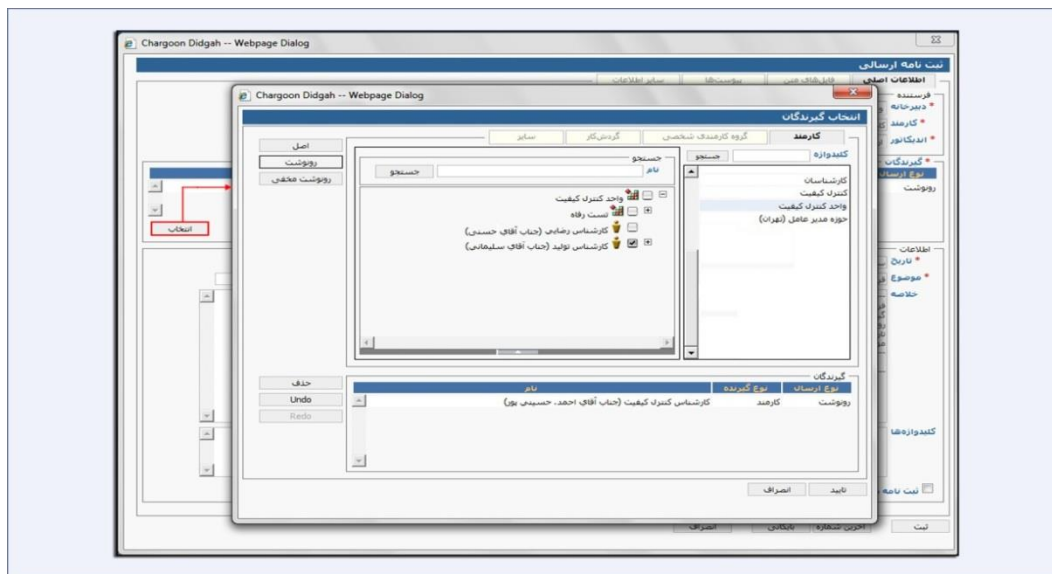 Chargoon Didgah -- Webpage Dialog
ثبت نامه ارسالی
اطلاعات اصلی
فایل‌های متن
پیوست‌ها
سایر اطلاعات
فرستنده
* دبیرخانه
* کارمند
* اندیکاتور
* گیرندگان
نوع ارسال
رونوشت
انتخاب
اطلاعات
* تاریخ
* موضوع
خلاصه
کلیدواژه‌ها
ثبت نامه
ثبت
آخرین شماره
بایگانی
انصراف
Chargoon Didgah -- Webpage Dialog
انتخاب گیرندگان
کارمند
گروه کارمندی شخصی
گردش‌کار
سایر
کلیدواژه
جستجو
کارشناسان
کنترل کیفیت
واحد کنترل کیفیت
حوزه مدیر عامل (تهران)
جستجو
نام
جستجو
واحد کنترل کیفیت
تست رفاه
کارشناس رضایی (جناب آقای حسنی)
کارشناس تولید (جناب آقای سلیمانی)
اصل
رونوشت
رونوشت مخفی
گیرندگان
نوع ارسال نوع گیرنده نام
رونوشت کارمند کارشناس کنترل کیفیت (جناب آقای احمد، حسینی پور)
حذف
Undo
Redo
تایید
انصراف